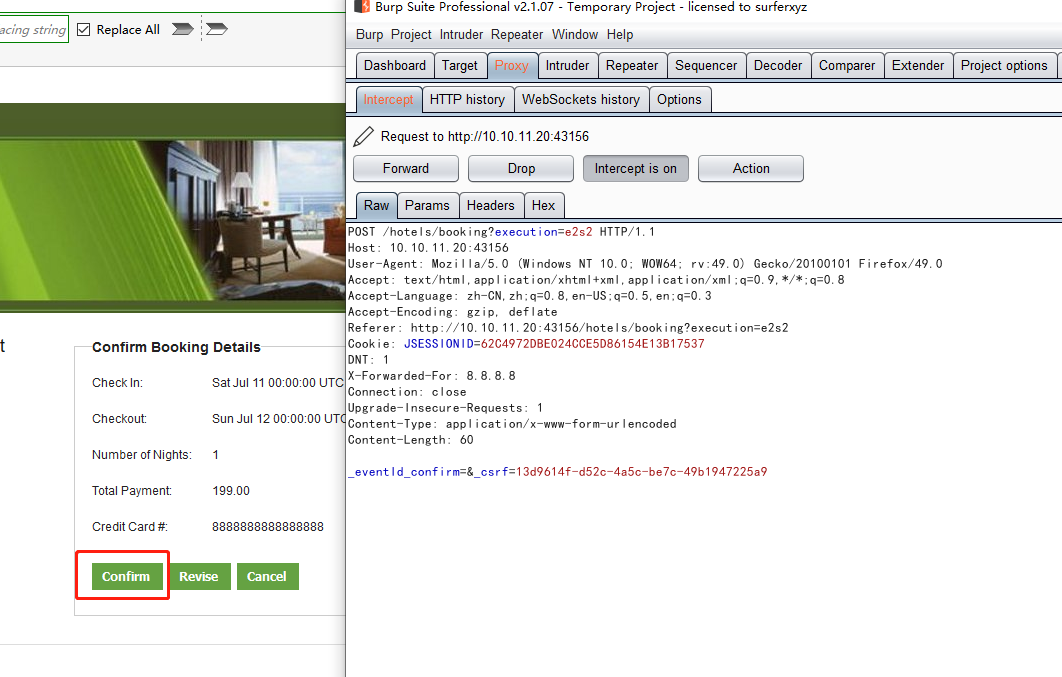 acing string
Replace All
Burp Suite Professional v2.1.07 - Temporary Project - licensed to surferxyz
Burp Project Intruder Repeater Window Help
Dashboard Target Proxy Intruder Repeater Sequencer Decoder Comparer Extender Project options
Intercept HTTP history WebSockets history Options
Request to http://10.10.11.20:43156
Forward Drop Intercept is on Action
Raw Params Headers Hex
POST /hotels/booking?execution=e2s2 HTTP/1.1
Host: 10.10.11.20:43156
User-Agent: Mozilla/5.0 (Windows NT 10.0; WOW64; rv:49.0) Gecko/20100101 Firefox/49.0
Accept: text/html,application/xhtml+xml,application/xml;q=0.9,*/*;q=0.8
Accept-Language: zh-CN,zh;q=0.8,en-US;q=0.5,en;q=0.3
Accept-Encoding: gzip, deflate
Referer: http://10.10.11.20:43156/hotels/booking?execution=e2s2
Cookie: JSESSIONID=62C4972DBE024CCE5D86154E13B17537
DNT: 1
X-Forwarded-For: 8.8.8.8
Connection: close
Upgrade-Insecure-Requests: 1
Content-Type: application/x-www-form-urlencoded
Content-Length: 60
_eventId_confirm=&_csrf=13d9614f-d52c-4a5c-be7c-49b1947225a9
t
Confirm Booking Details
Check In: Sat Jul 11 00:00:00 UTC
Checkout: Sun Jul 12 00:00:00 UTC
Number of Nights: 1
Total Payment: 199.00
Credit Card #: 8888888888888888
Confirm Revise Cancel